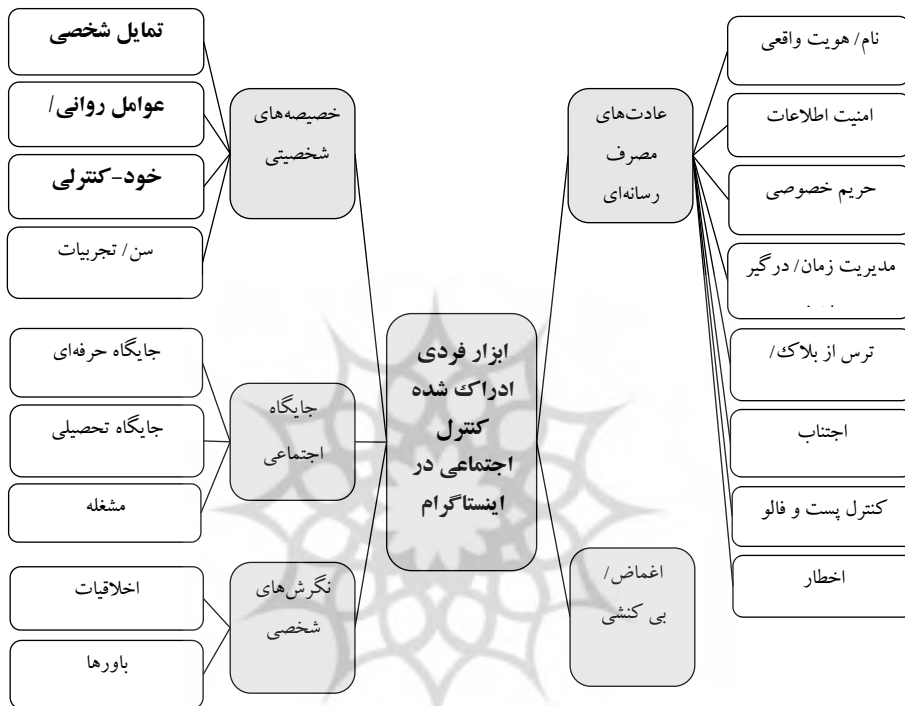 نام/ هویت واقعی
امنیت اطلاعات
حریم خصوصی
مدیریت زمان/ درگیر
ترس از بلاک/
اجتناب
کنترل پست و فالو
اخطار
عادت‌های
مصرف
رسانه‌ای
اغماض/
بی کنشی
ابزار فردی
ادراک شده
کنترل
اجتماعی در
اینستاگرام
خصیصه‌های
شخصیتی
جایگاه
اجتماعی
نگرش‌های
شخصی
تمایل شخصی
عوامل روانی/
خود-کنترلی
سن/ تجربیات
جایگاه حرفه‌ای
جایگاه تحصیلی
مشغله
اخلاقیات
باورها